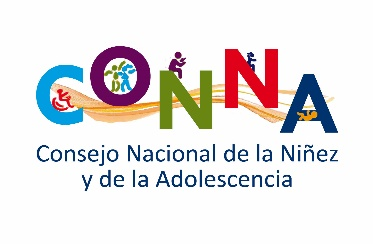 CONNA
Consejo Nacional de la Niñez
y de la Adolescencia